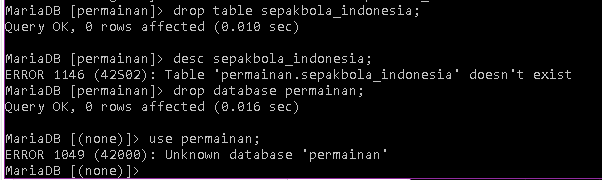 MariaDB [permainan]> drop table sepakbola_indonesia;
Query OK, 0 rows affected (0.010 sec)
MariaDB [permainan]> desc sepakbola_indonesia;
ERROR 1146 (42S02): Table 'permainan.sepakbola_indonesia' doesn't exist
MariaDB [permainan]> drop database permainan;
Query OK, 0 rows affected (0.016 sec)
MariaDB [(none)]> use permainan;
ERROR 1049 (42000): Unknown database 'permainan'
MariaDB [(none)]>